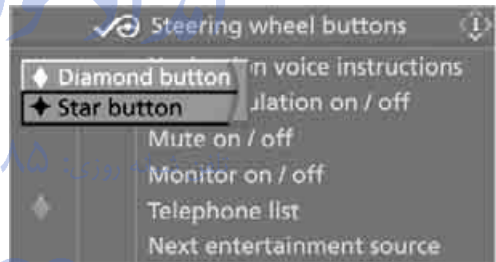 Steering wheel buttons
Diamond button
n voice instructions
Star button
ulation on / off
Mute on / off
Monitor on / off
Telephone list
Next entertainment source